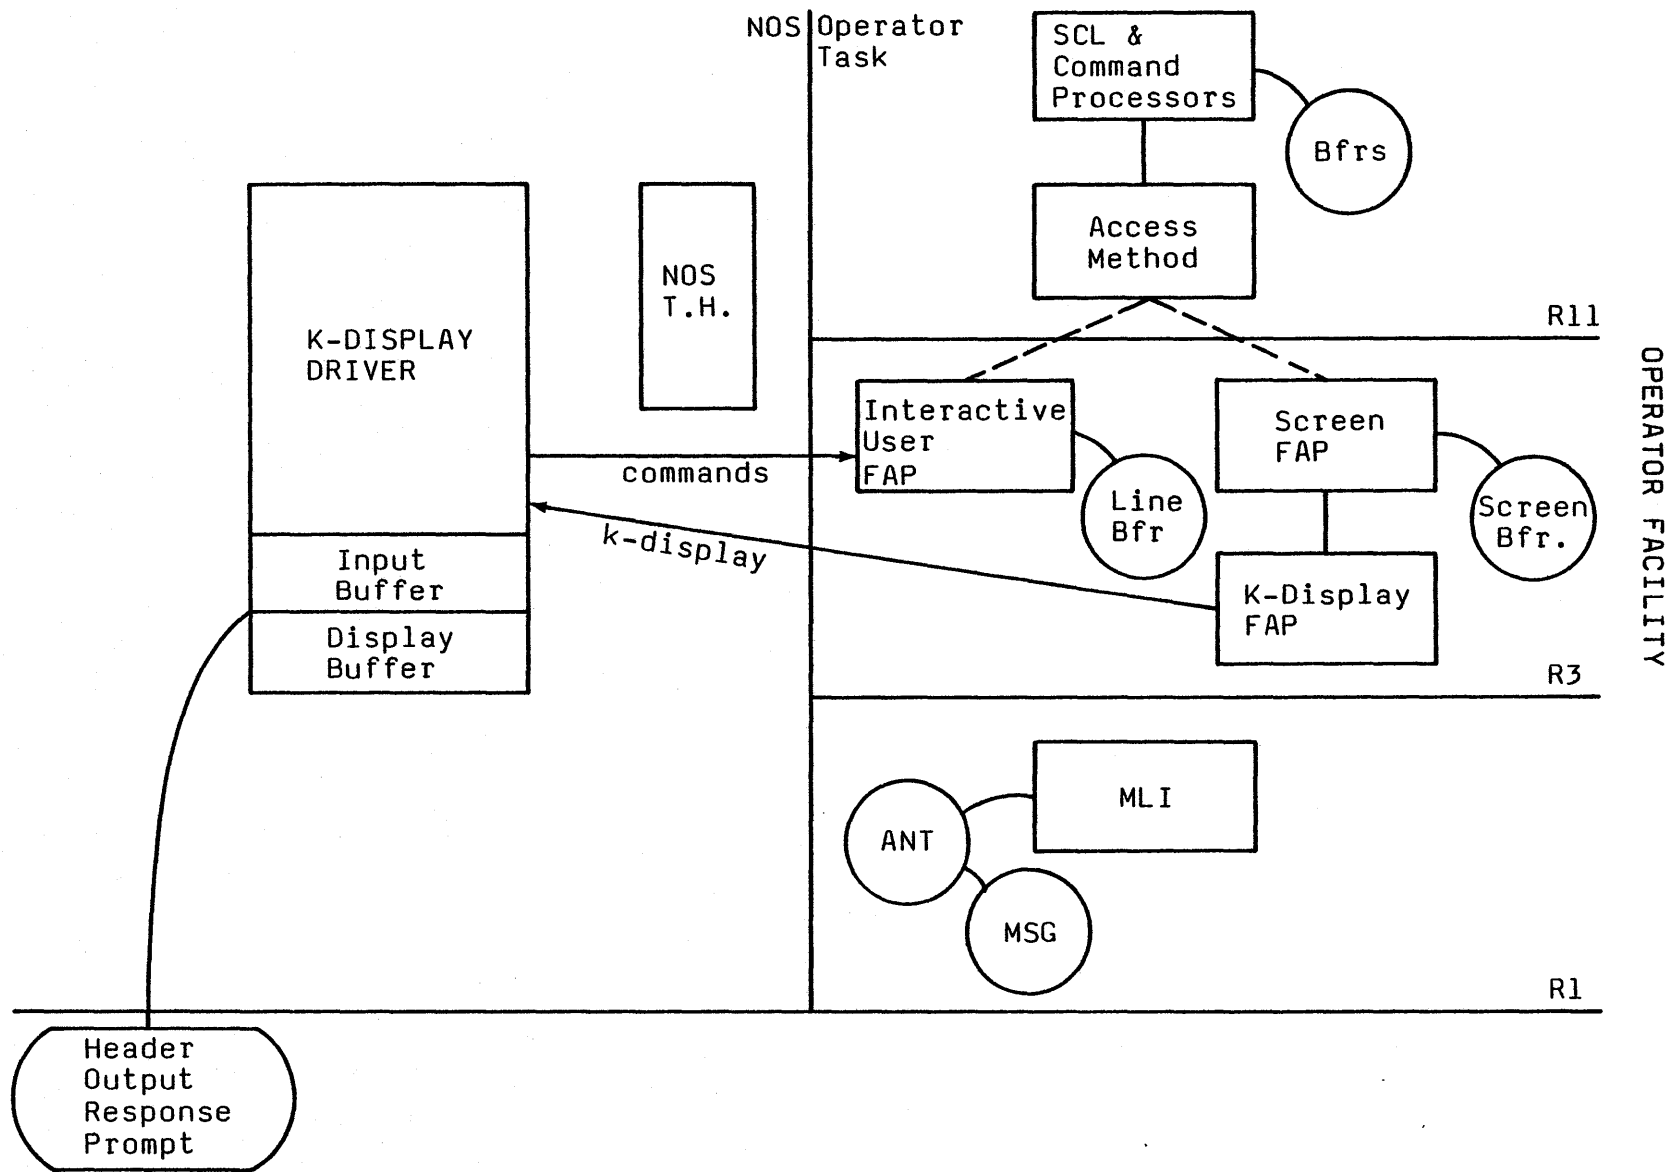 NOS
Operator
Task
SCL &
Command
Processors
Bfrs
Access
Method
R11
K-DISPLAY
DRIVER
NOS
T.H.
Interactive
User
FAP
Line
Bfr
Screen
FAP
Screen
Bfr.
commands
k-display
Input
Buffer
Display
Buffer
K-Display
FAP
R3
OPERATOR FACILITY
MLI
ANT
MSG
R1
Header
Output
Response
Prompt